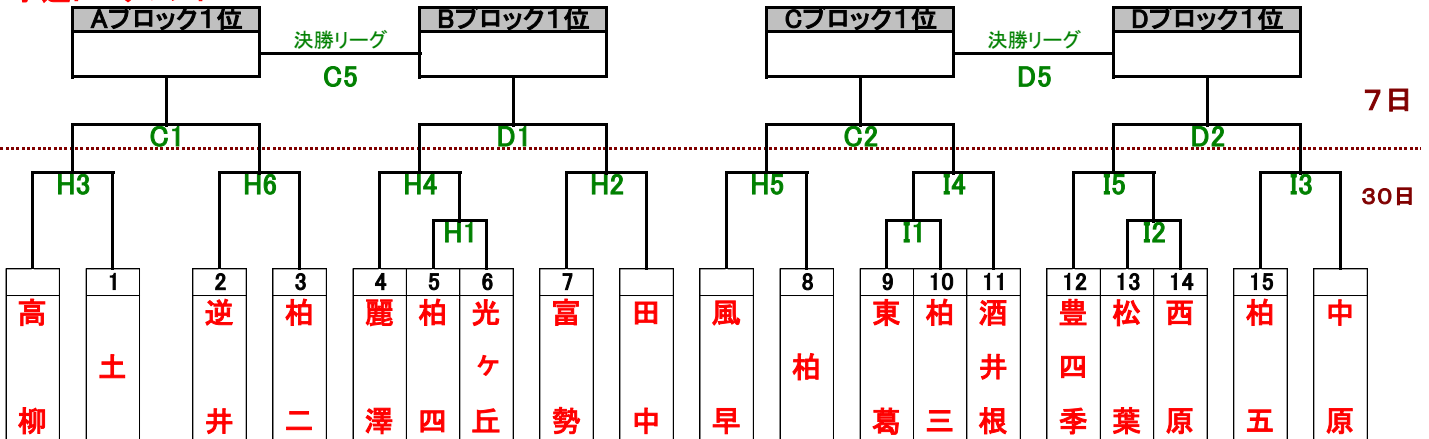 Aブロック1位
Bブロック1位
Cブロック1位
Dブロック1位
決勝リーグ
決勝リーグ
C5
D5
7日
C1
D1
C2
D2
H3
H6
H4
H2
H5
I4
I5
I3
30日
H1
I1
I2
1
2
3
4
5
6
7
8
9
10
11
12
13
14
15
高柳
土
逆井
柏二
麗澤
柏四
光ヶ丘
富勢
田中
風早
柏
東葛
柏三
酒井根
豊四季
松葉
西原
柏五
中原